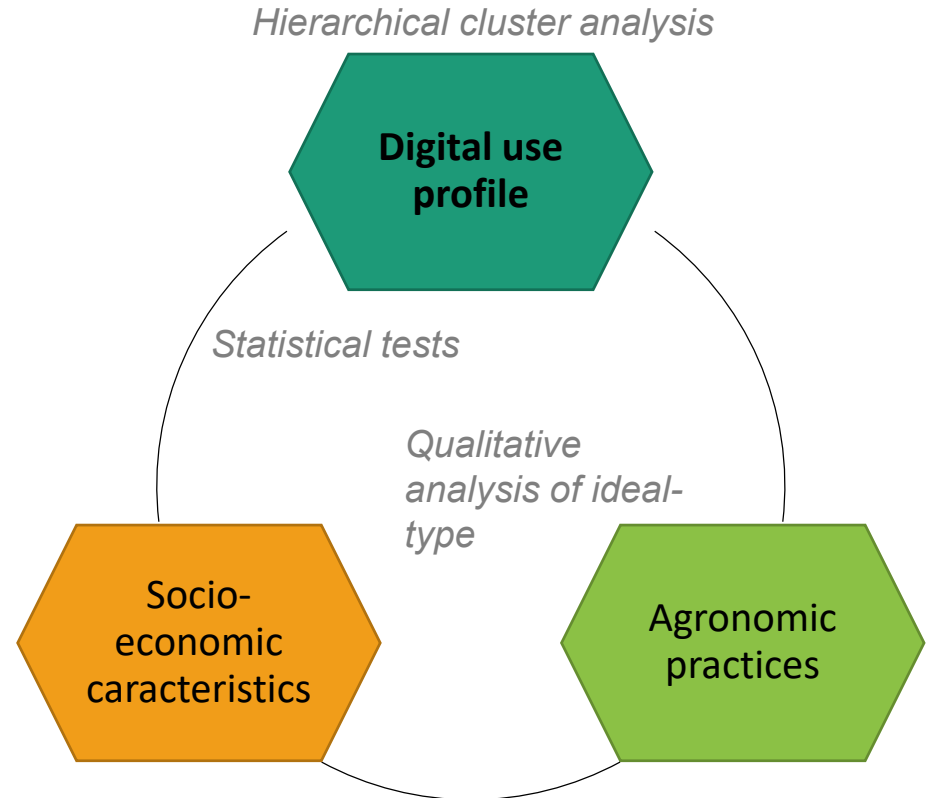 Hierarchical cluster analysis
Digital use
profile
Statistical tests
Qualitative
analysis of ideal-
type
Socio-
economic
caracteristics
Agronomic
practices